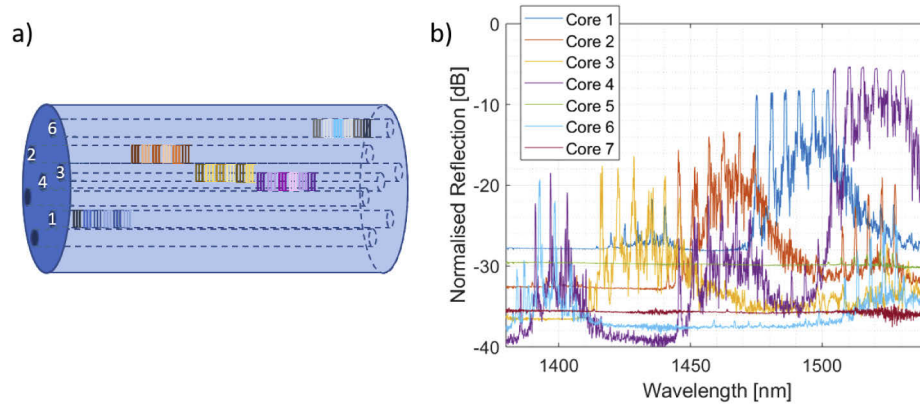 a)
6
2
3
4
1
b)
Normalised Reflection [dB]
0
-10
-20
-30
-40
Core 1
Core 2
Core 3
Core 4
Core 5
Core 6
Core 7
1400
1450
1500
Wavelength [nm]